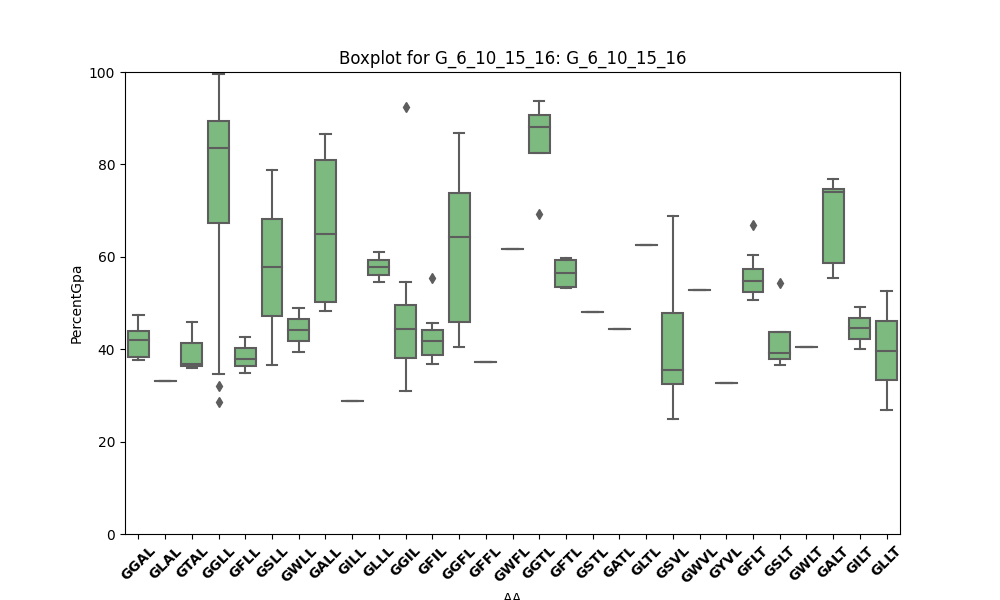 Boxplot for G_6_10_15_16: G_6_10_15_16
PercentGpa
100
80
60
40
20
0
GGAL GLAL GTAL GGLL GFLL GSLL GWLL GALL GILL GLLL GGIL GFIL GGFL GFFL GWFL GGTL GFTL GSTL GATL GLTL GSVL GWVL GYVL GFLT GSLT GWLT GALT GILT GLLT
AA